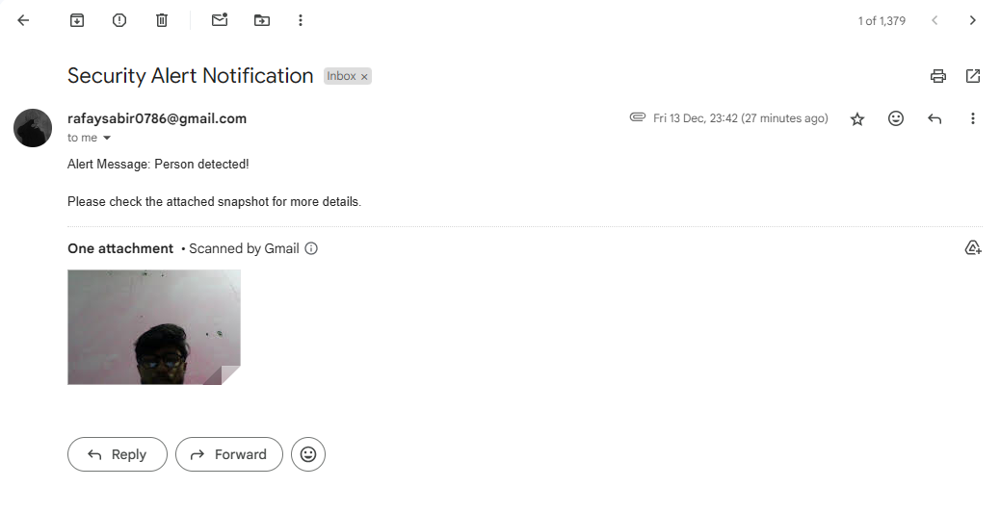 1 of 1,379
Security Alert Notification Inbox ×
rafaysabir0786@gmail.com Fri 13 Dec, 23:42 (27 minutes ago)
to me
Alert Message: Person detected!
Please check the attached snapshot for more details.
One attachment • Scanned by Gmail
Reply Forward